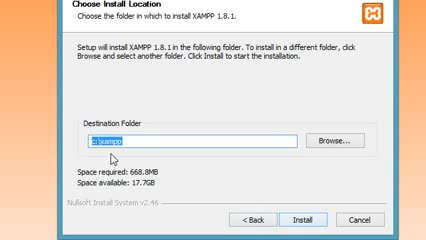 Choose Install Location
Choose the folder in which to install XAMPP 1.8.1.
Setup will install XAMPP 1.8.1 in the following folder. To install in a different folder, click
Browse and select another folder. Click Install to start the installation.
Destination Folder
c:\xampp
Browse...
Space required: 668.8MB
Space available: 17.7GB
Nullsoft Install System v2.46
< Back
Install
Cancel